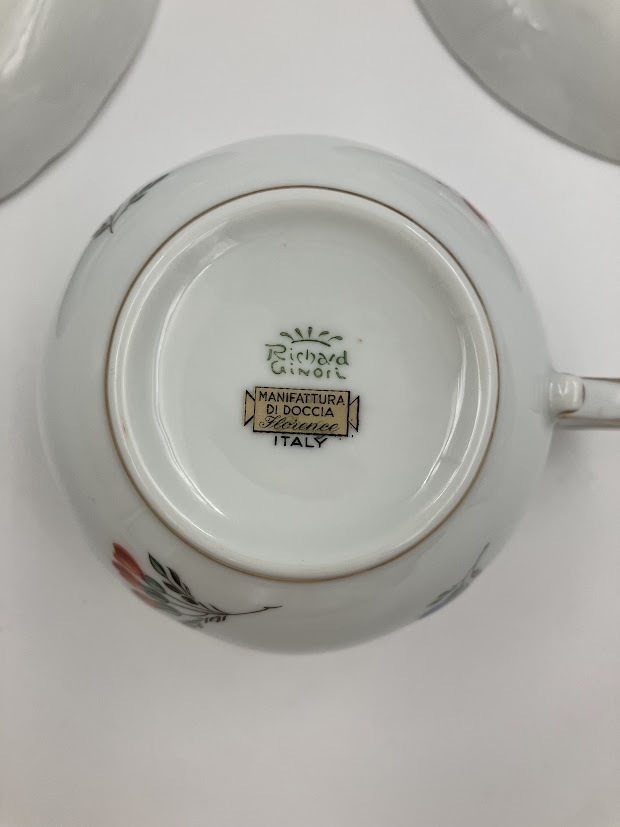 Richard
Ginori
MANIFATTURA
DI DOCCIA
Florence
ITALY